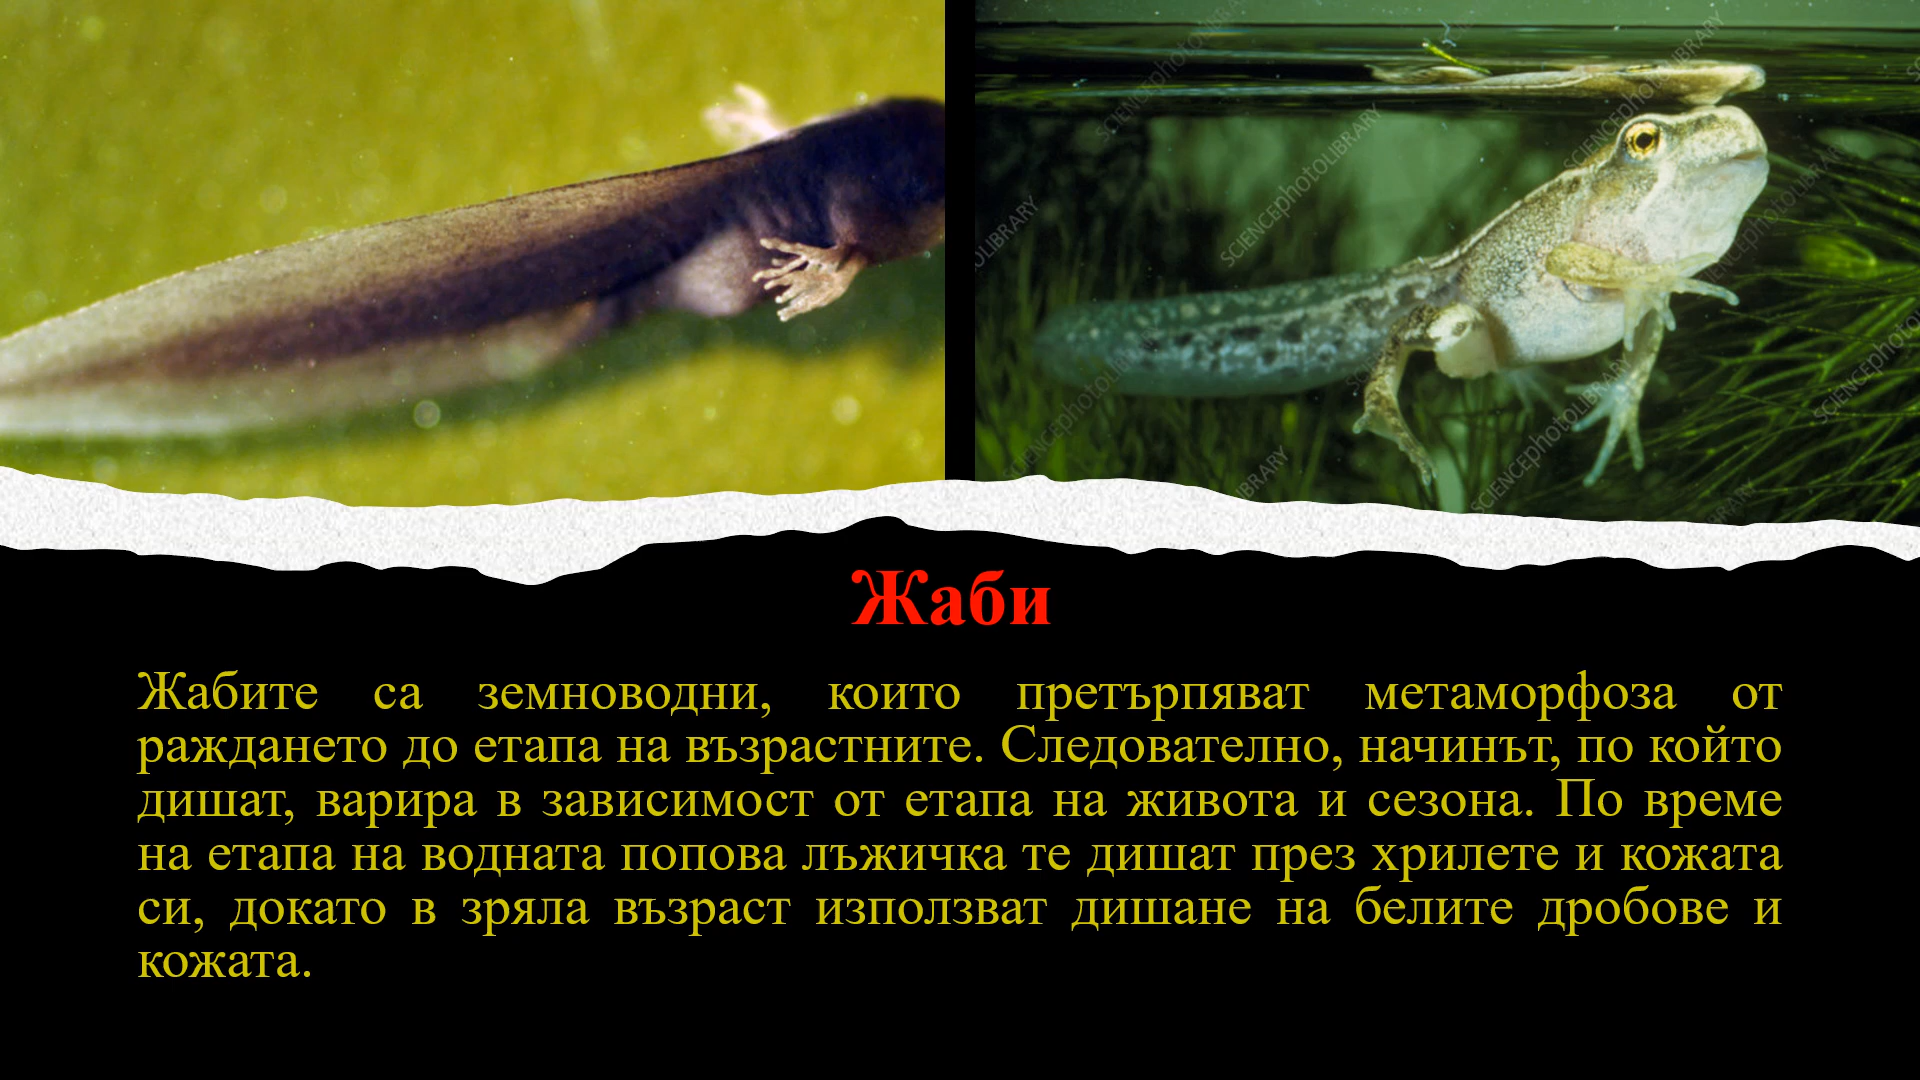 SCIENCEphotoLIBRARY
Жаби
Жабите са земноводни, които претърпяват метаморфоза от
раждането до етапа на възрастните. Следователно, начинът, по който
дишат, варира в зависимост от етапа на живота и сезона. По време
на етапа на водната попова лъжичка те дишат през хрилете и кожата
си, докато в зряла възраст използват дишане на белите дробове и
кожата.